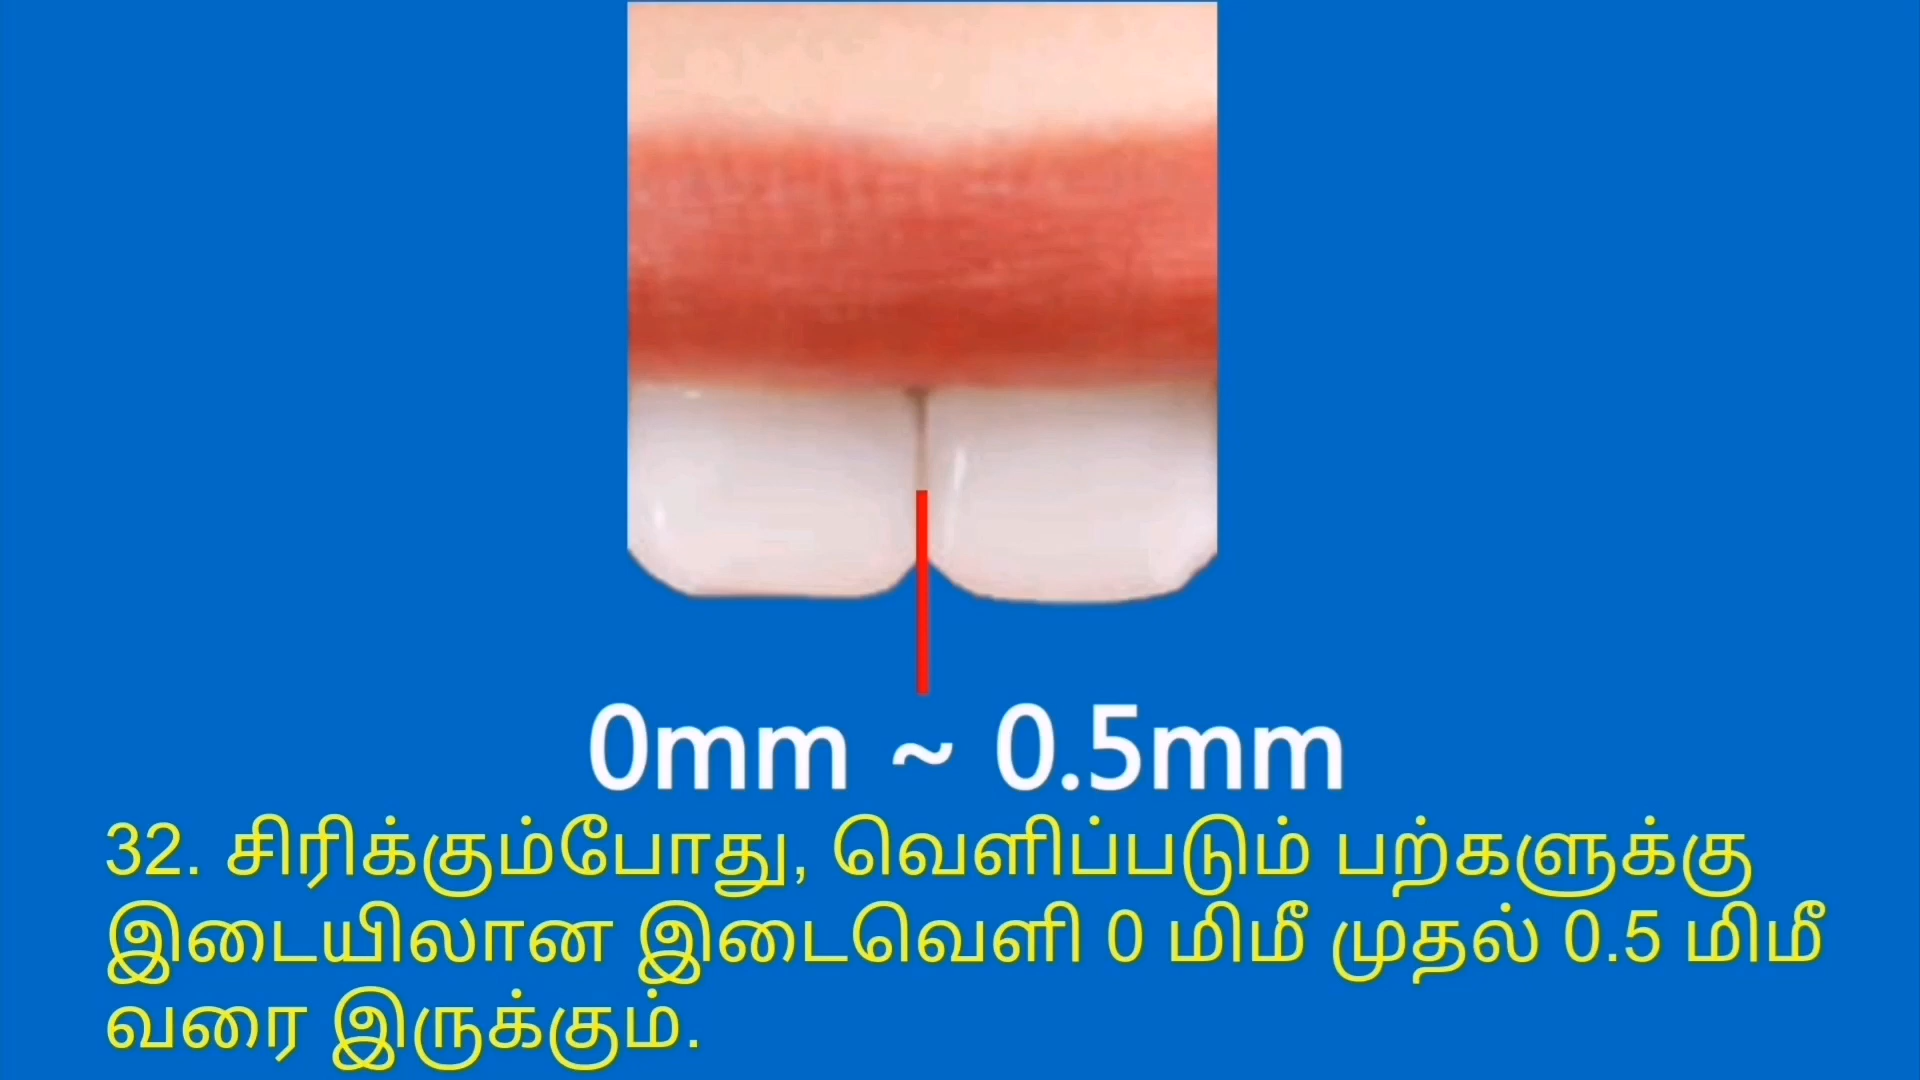 0mm ~ 0.5mm
32. சிரிக்கும்போது, வெளிப்படும் பற்களுக்கு
இடையிலான இடைவெளி 0 மிமீ முதல் 0.5 மிமீ
வரை இருக்கும்.